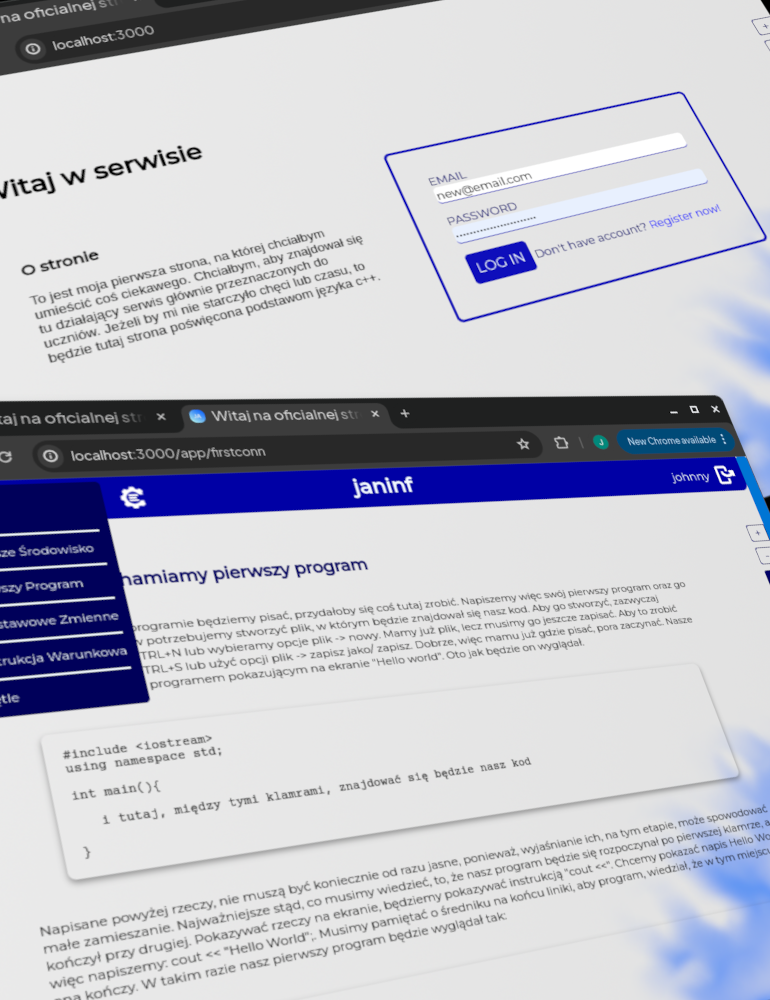 na oficjalnej str
localhost:3000
Witaj w serwisie
EMAIL
new@email.com
PASSWORD
LOG IN Don't have account? Register now!
O stronie
To jest moja pierwsza strona, na której chciałbym
umieścić coś ciekawego. Chciałbym, aby znajdował się
tu działający serwis głównie przeznaczonych do
uczniów. Jeżeli by mi nie starczyło chęci lub czasu, to
będzie tutaj strona poświęcona podstawom języka c++.
taj na oficjalnej str
Witaj na oficjalnej str
localhost:3000/app/firstconn
J
New Chrome available
janinf
johnny
ze Środowisko
wszy Program
stawowe Zmienne
trukcja Warunkowa
ętle
hamiamy pierwszy program
programie będziemy pisać, przydałoby się coś tutaj zrobić. Napiszemy więc swój pierwszy program oraz go
w potrzebujemy stworzyć plik, w którym będzie znajdował się nasz kod. Aby go stworzyć, zazwyczaj
TRL+N lub wybieramy opcje plik -> nowy. Mamy już plik, lecz musimy go jeszcze zapisać. Aby to zrobić
TRL+S lub użyć opcji plik -> zapisz jako/ zapisz. Dobrze, więc mamu już gdzie pisać, pora zaczynać. Nasze
programem pokazującym na ekranie "Hello world". Oto jak będzie on wyglądał.
#include <iostream>
using namespace std;
int main(){
i tutaj, między tymi klamrami, znajdować się będzie nasz kod
}
Napisane powyżej rzeczy, nie muszą być koniecznie od razu jasne, ponieważ, wyjaśnianie ich, na tym etapie, może spowodować
małe zamieszanie. Najważniejsze stąd, co musimy wiedzieć, to, że nasz program będzie się rozpoczynał po pierwszej klamrze, a
kończył przy drugiej. Pokazywać rzeczy na ekranie, będziemy pokazywać instrukcją "cout <<". Chcemy pokazać napis Hello Wo
więc napiszemy: cout << "Hello World";. Musimy pamiętać o średniku na końcu liniki, aby program, wiedział, że w tym miejscu
ona kończy. W takim razie nasz pierwszy program będzie wyglądał tak: